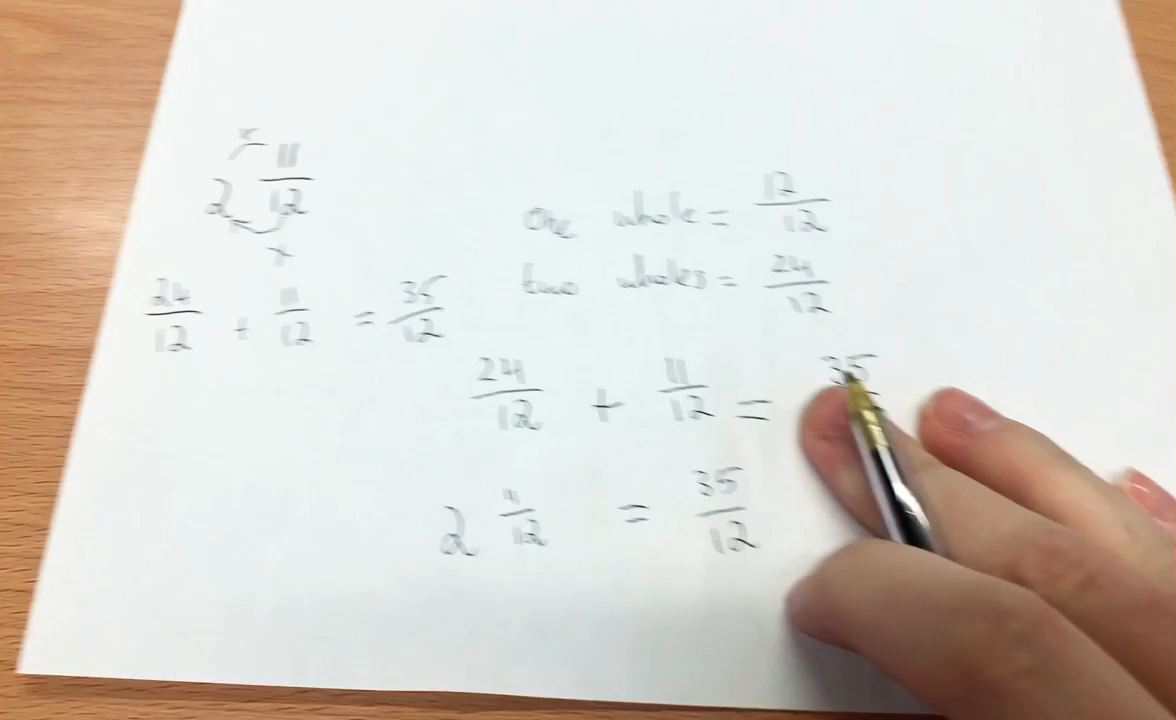 2 11/12
x
24/12 + 11/12 = 35/12
one whole = 12/12
two wholes = 24/12
24/12 + 11/12 = 35
2 11/12 = 35/12